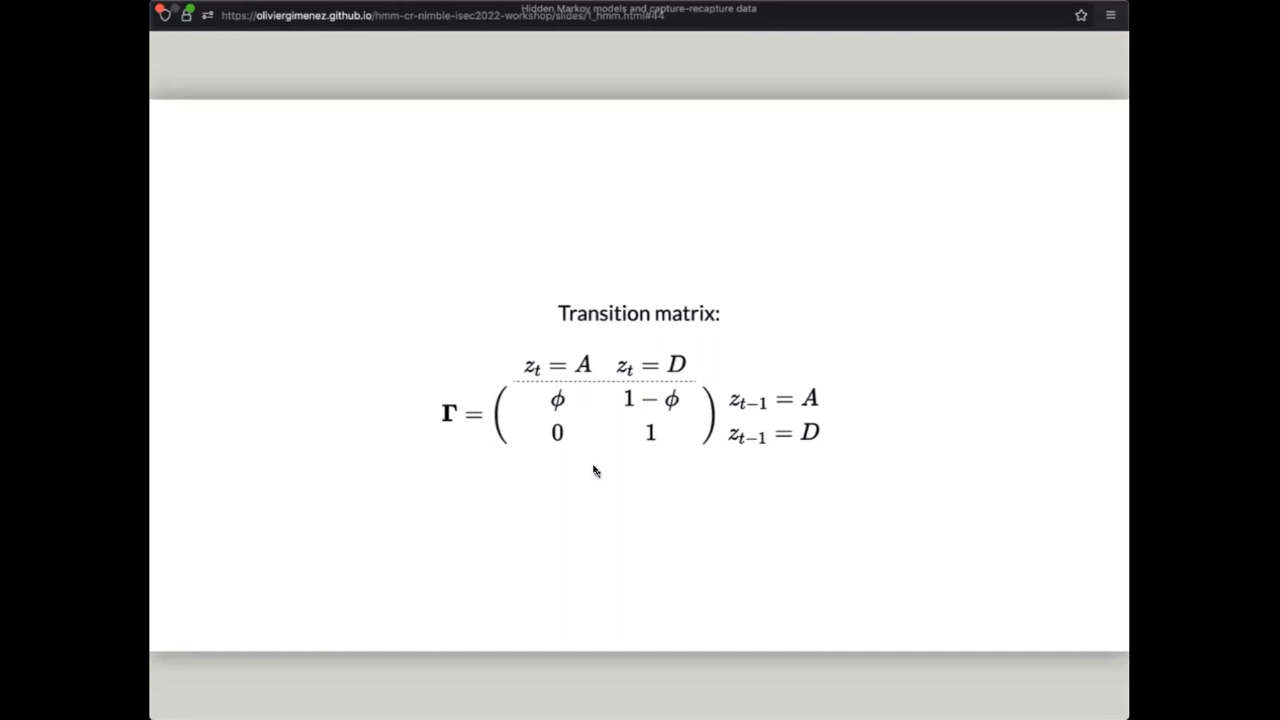 Hidden Markov models and capture-recapture data
https://oliviergimenez.github.io/hmm-cr-nimble-isec2022-workshop/slides/1_hmm.html#44
Transition matrix:
z_t = A z_t = D
Γ = ( ϕ 1 − ϕ ) z_{t−1} = A
0 1 z_{t−1} = D